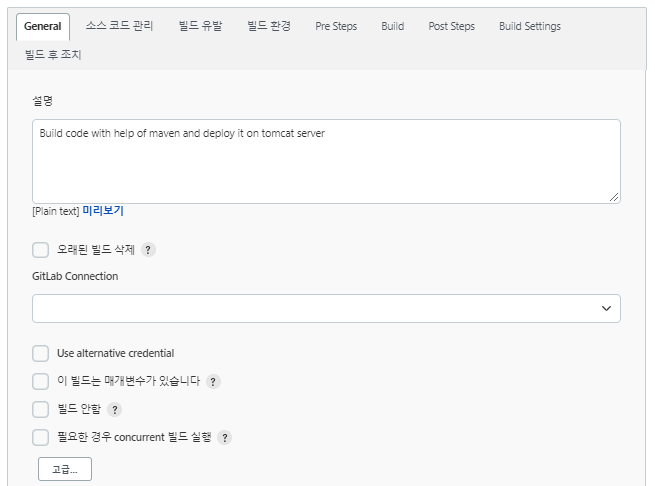 General 소스 코드 관리 빌드 유발 빌드 환경 Pre Steps Build Post Steps Build Settings
빌드 후 조치
설명
Build code with help of maven and deploy it on tomcat server
[Plain text] 미리보기
오래된 빌드 삭제 ?
GitLab Connection
Use alternative credential
이 빌드는 매개변수가 있습니다 ?
빌드 안함 ?
필요한 경우 concurrent 빌드 실행 ?
고급...